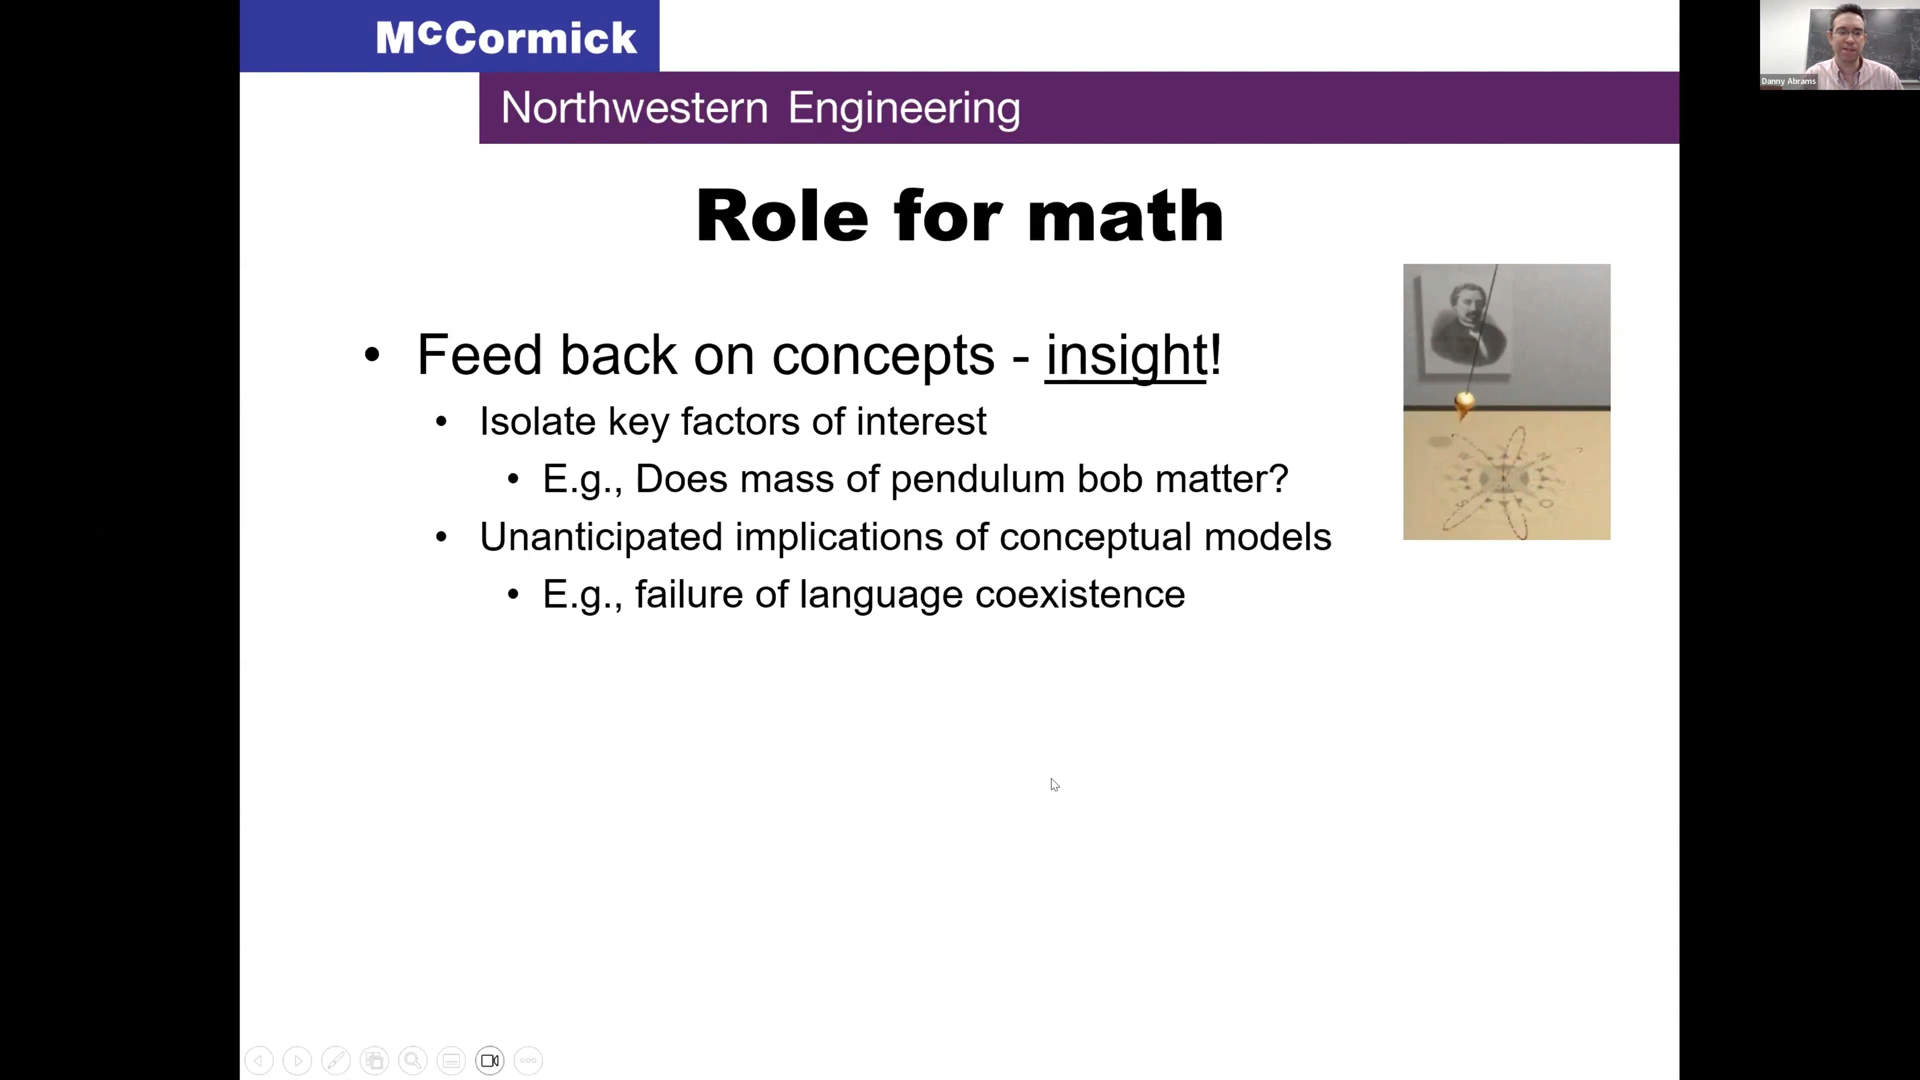 McCormick
Northwestern Engineering
Danny Abrams
Role for math
• Feed back on concepts - insight!
• Isolate key factors of interest
• E.g., Does mass of pendulum bob matter?
• Unanticipated implications of conceptual models
• E.g., failure of language coexistence